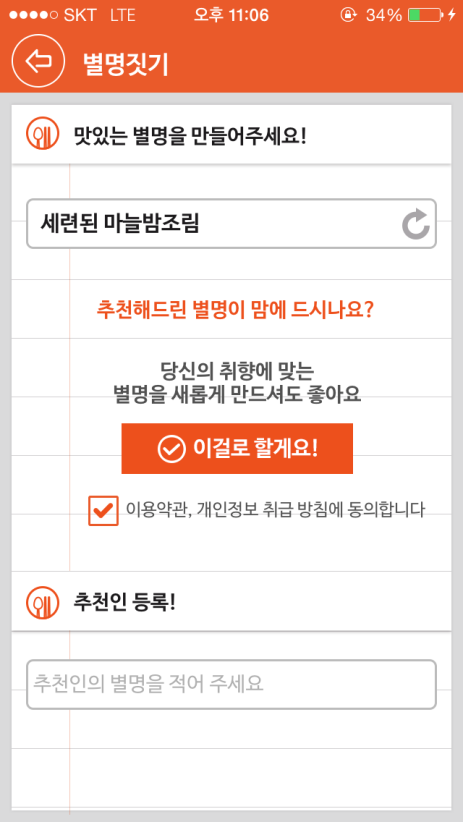 SKT LTE 오후 11:06 34%
별명짓기
맛있는 별명을 만들어주세요!
세련된 마늘밤조림
추천해드린 별명이 맘에 드시나요?
당신의 취향에 맞는
별명을 새롭게 만드셔도 좋아요
이걸로 할게요!
이용약관, 개인정보 취급 방침에 동의합니다
추천인 등록!
추천인의 별명을 적어 주세요